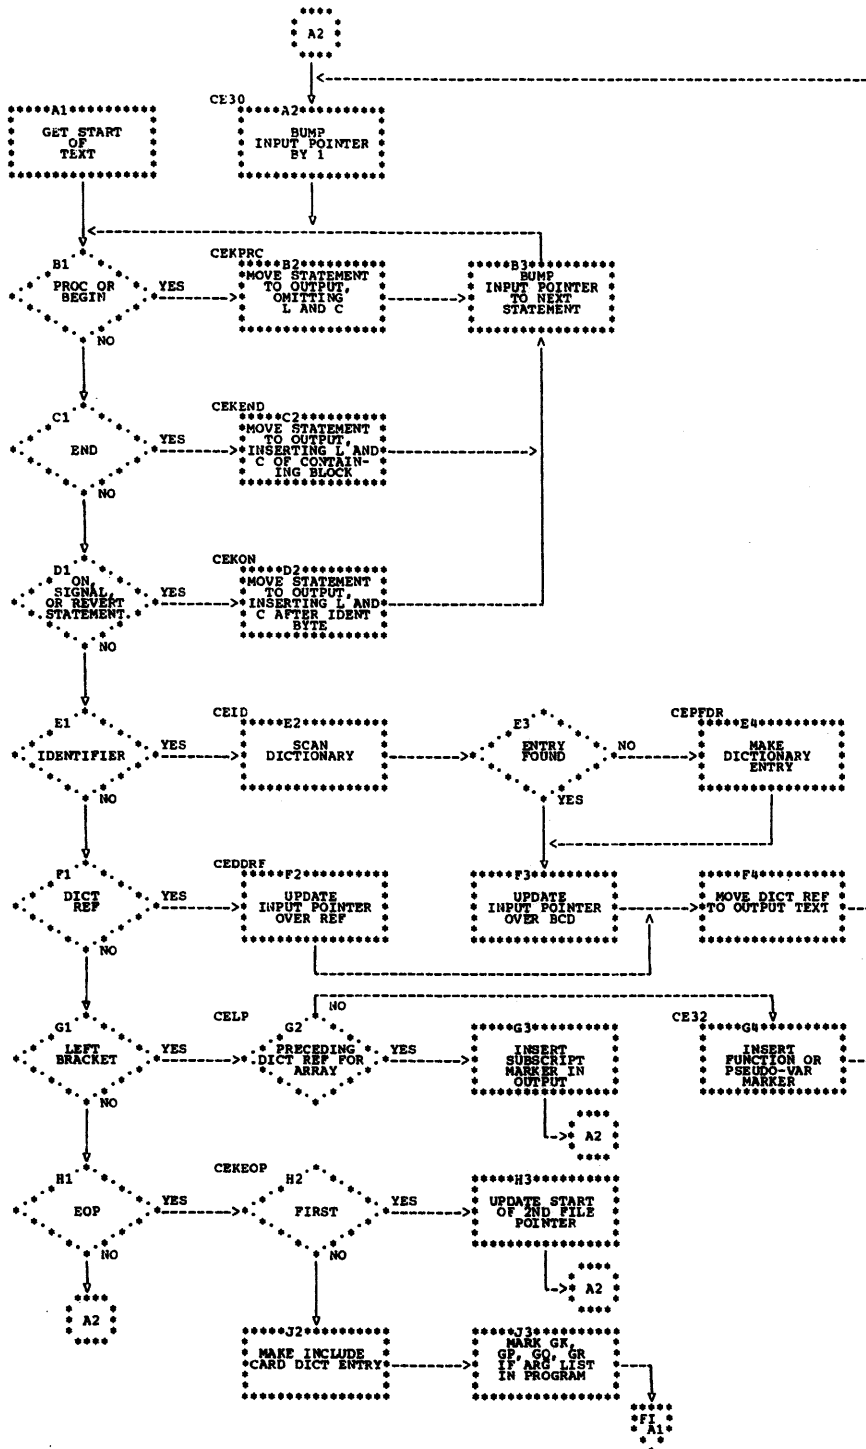 A2
CE30
A1
GET START
OF
TEXT
A2
BUMP
INPUT POINTER
BY 1
CEKPRC
B1
PROC OR
BEGIN
YES
NO
B2
MOVE STATEMENT
TO OUTPUT,
OMITTING
L AND C
B3
BUMP
INPUT POINTER
TO NEXT
STATEMENT
CEKEND
C1
END
YES
NO
C2
MOVE STATEMENT
TO OUTPUT,
INSERTING L AND
C OF CONTAIN-
ING BLOCK
CEKON
D1
ON,
SIGNAL,
OR REVERT
STATEMENT
YES
NO
D2
MOVE STATEMENT
TO OUTPUT,
INSERTING L AND
C AFTER IDENT
BYTE
CEID
E1
IDENTIFIER
YES
NO
E2
SCAN
DICTIONARY
E3
ENTRY
FOUND
NO
YES
CEPFDR
E4
MAKE
DICTIONARY
ENTRY
CEDDRF
F1
DICT
REF
YES
NO
F2
UPDATE
INPUT POINTER
OVER REF
F3
UPDATE
INPUT POINTER
OVER BCD
F4
MOVE DICT REF
TO OUTPUT TEXT
CELP
G1
LEFT
BRACKET
YES
NO
NO
G2
PRECEDING
DICT REF FOR
ARRAY
YES
G3
INSERT
SUBSCRIPT
MARKER IN
OUTPUT
A2
CE32
G4
INSERT
FUNCTION OR
PSEUDO-VAR
MARKER
CEKEOP
H1
EOP
YES
NO
A2
H2
FIRST
YES
NO
H3
UPDATE START
OF 2ND FILE
POINTER
A2
J2
MAKE INCLUDE
CARD DICT ENTRY
J3
MARK GK,
GP, GQ, GR
IF ARG LIST
IN PROGRAM
FI
A1